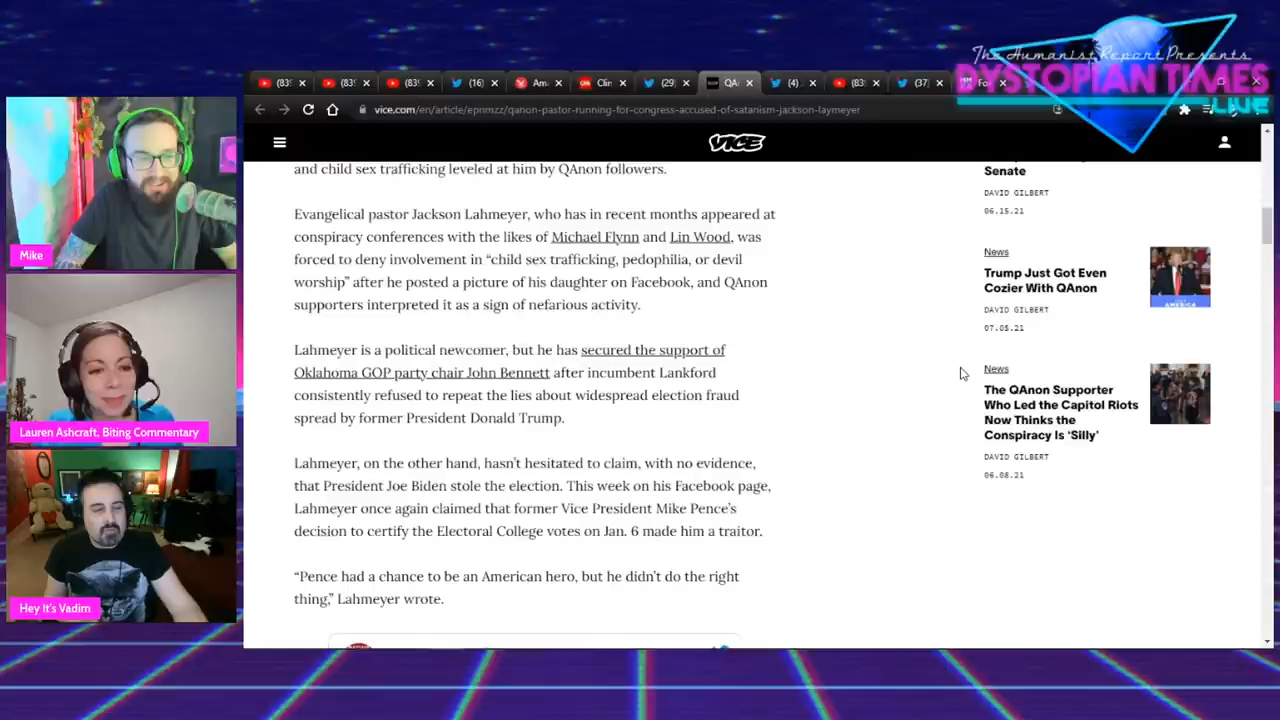 The Humanist Report Presents
DYSTOPIAN TIMES
LIVE
(83
(83
(83
(16)
Am
Clin
(29)
QA
(4)
(83
(37)
vice.com/en/article/epnmzz/qanon-pastor-running-for-congress-accused-of-satanism-jackson-laymeyer
VICE
and child sex trafficking leveled at him by QAnon followers.
Evangelical pastor Jackson Lahmeyer, who has in recent months appeared at
conspiracy conferences with the likes of Michael Flynn and Lin Wood, was
forced to deny involvement in “child sex trafficking, pedophilia, or devil
worship” after he posted a picture of his daughter on Facebook, and QAnon
supporters interpreted it as a sign of nefarious activity.
Lahmeyer is a political newcomer, but he has secured the support of
Oklahoma GOP party chair John Bennett after incumbent Lankford
consistently refused to repeat the lies about widespread election fraud
spread by former President Donald Trump.
Lahmeyer, on the other hand, hasn’t hesitated to claim, with no evidence,
that President Joe Biden stole the election. This week on his Facebook page,
Lahmeyer once again claimed that former Vice President Mike Pence’s
decision to certify the Electoral College votes on Jan. 6 made him a traitor.
“Pence had a chance to be an American hero, but he didn’t do the right
thing,” Lahmeyer wrote.
Senate
DAVID GILBERT
06.15.21
News
Trump Just Got Even
Cozier With QAnon
DAVID GILBERT
07.05.21
News
The QAnon Supporter
Who Led the Capitol Riots
Now Thinks the
Conspiracy Is ‘Silly’
DAVID GILBERT
06.08.21
Mike
Lauren Ashcraft, Biting Commentary
Hey It's Vadim